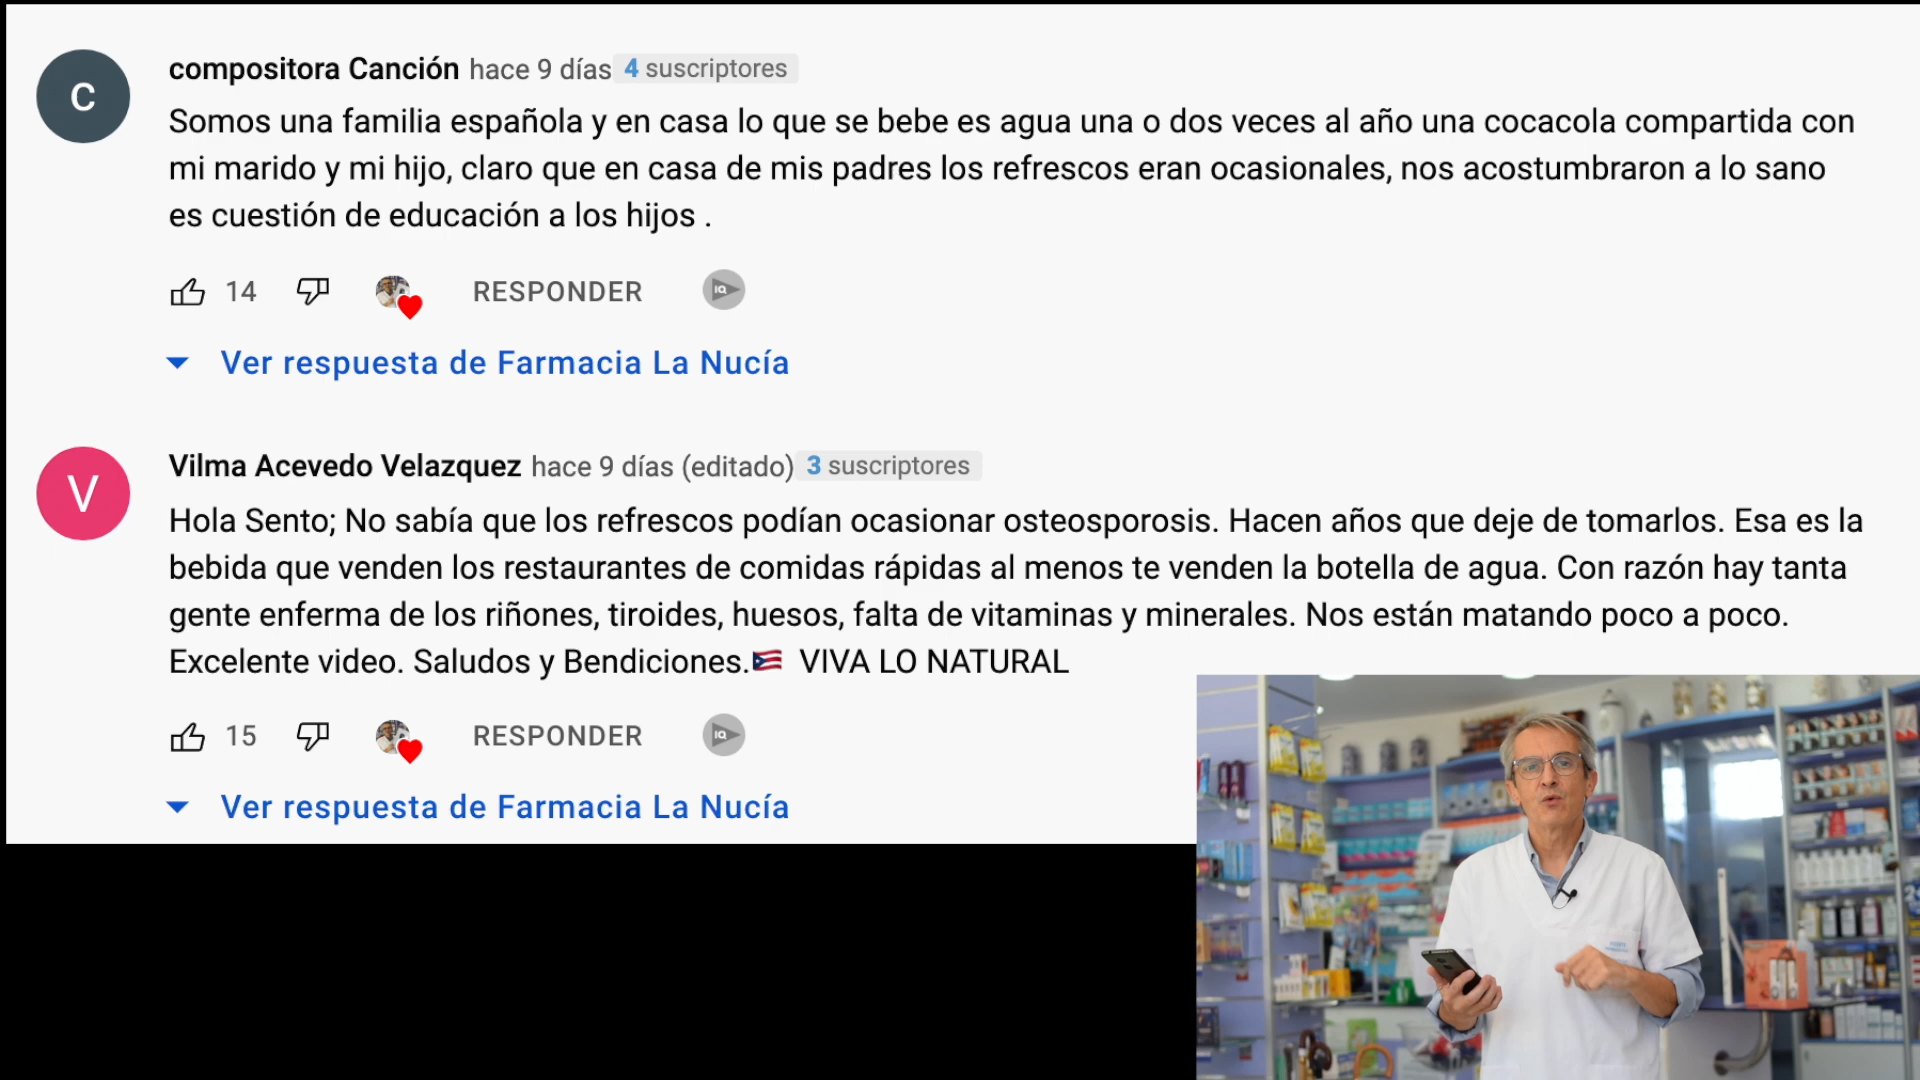 C
compositora Canción hace 9 días 4 suscriptores
Somos una familia española y en casa lo que se bebe es agua una o dos veces al año una cocacola compartida con
mi marido y mi hijo, claro que en casa de mis padres los refrescos eran ocasionales, nos acostumbraron a lo sano
es cuestión de educación a los hijos .
14 RESPONDER IQ
Ver respuesta de Farmacia La Nucía
V
Vilma Acevedo Velazquez hace 9 días (editado) 3 suscriptores
Hola Sento; No sabía que los refrescos podían ocasionar osteosporosis. Hacen años que deje de tomarlos. Esa es la
bebida que venden los restaurantes de comidas rápidas al menos te venden la botella de agua. Con razón hay tanta
gente enferma de los riñones, tiroides, huesos, falta de vitaminas y minerales. Nos están matando poco a poco.
Excelente video. Saludos y Bendiciones.🇵🇷 VIVA LO NATURAL
15 RESPONDER IQ
Ver respuesta de Farmacia La Nucía